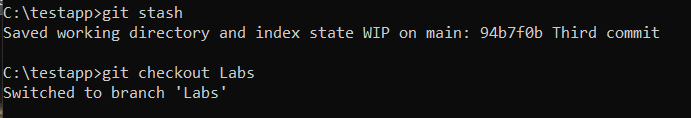 C:\testapp>git stash
Saved working directory and index state WIP on main: 94b7f0b Third commit
C:\testapp>git checkout Labs
Switched to branch 'Labs'